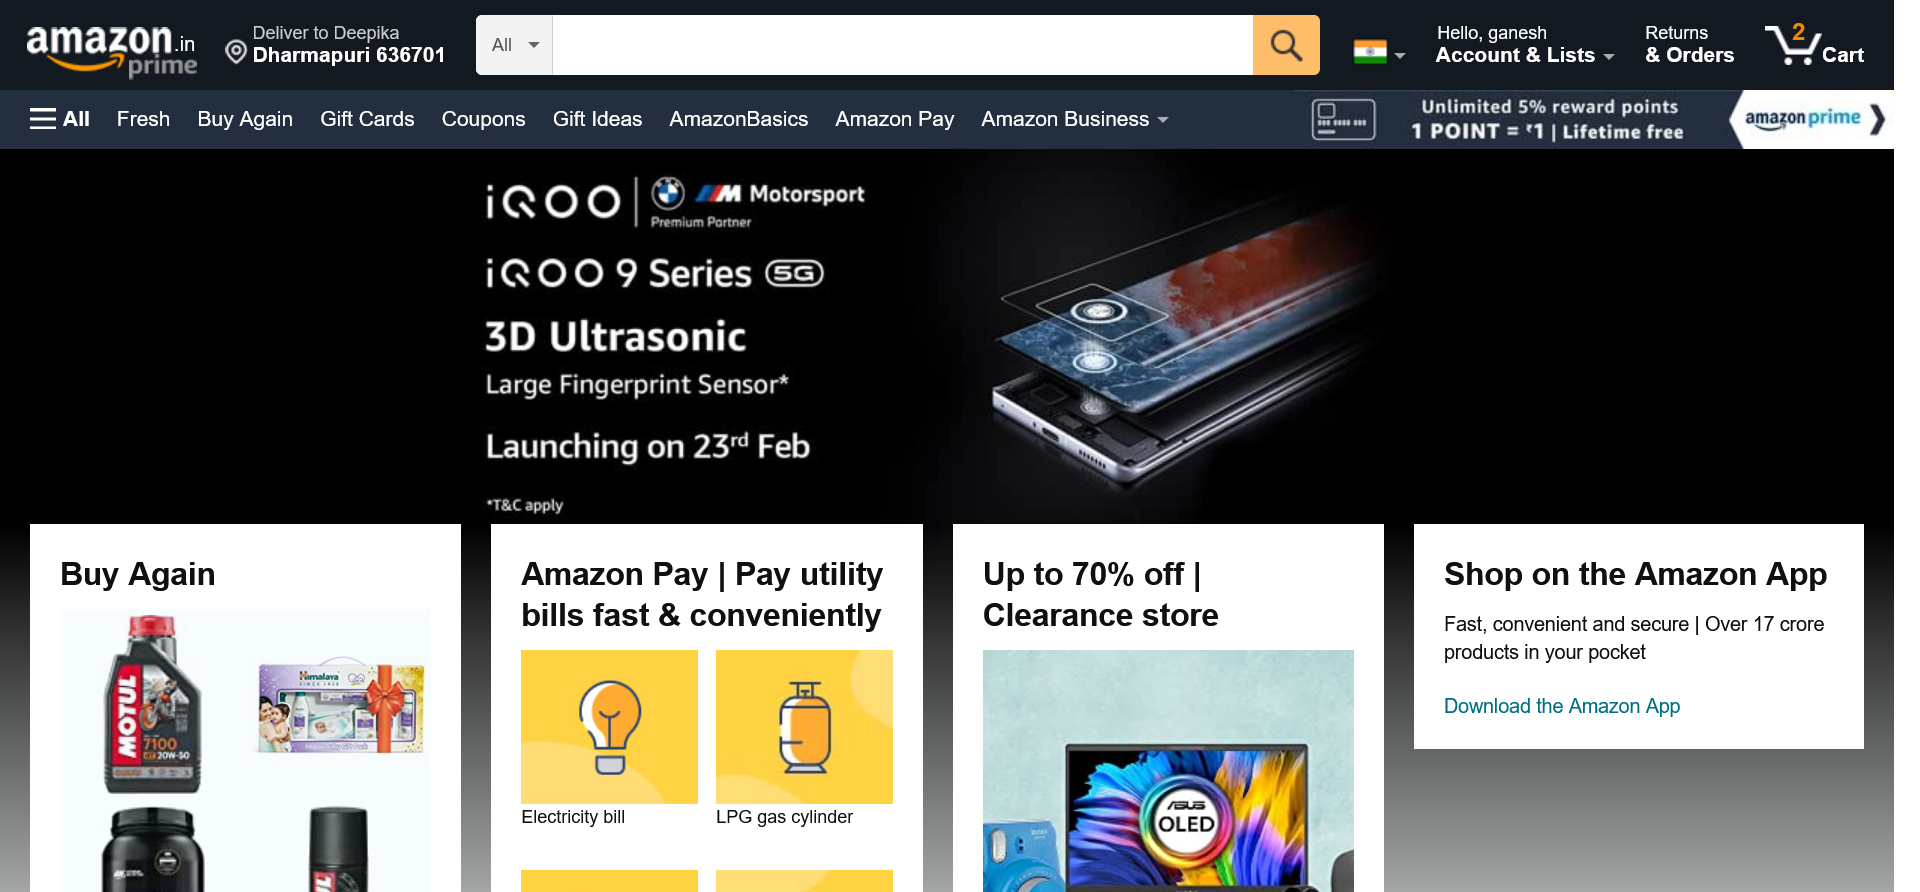 amazon.in
prime
Deliver to Deepika
Dharmapuri 636701
All
Hello, ganesh
Account & Lists
Returns
& Orders
2
Cart
All
Fresh
Buy Again
Gift Cards
Coupons
Gift Ideas
AmazonBasics
Amazon Pay
Amazon Business
Unlimited 5% reward points
1 POINT = ₹1 | Lifetime free
amazon prime
iQOO | BMW M Motorsport
Premium Partner
iQOO 9 Series 5G
3D Ultrasonic
Large Fingerprint Sensor*
Launching on 23rd Feb
*T&C apply
Buy Again
MOTUL
7100
4T 20W-50
Himalaya
SINCE 1930
Amazon Pay | Pay utility
bills fast & conveniently
Electricity bill
LPG gas cylinder
Up to 70% off |
Clearance store
ASUS
OLED
Shop on the Amazon App
Fast, convenient and secure | Over 17 crore
products in your pocket
Download the Amazon App